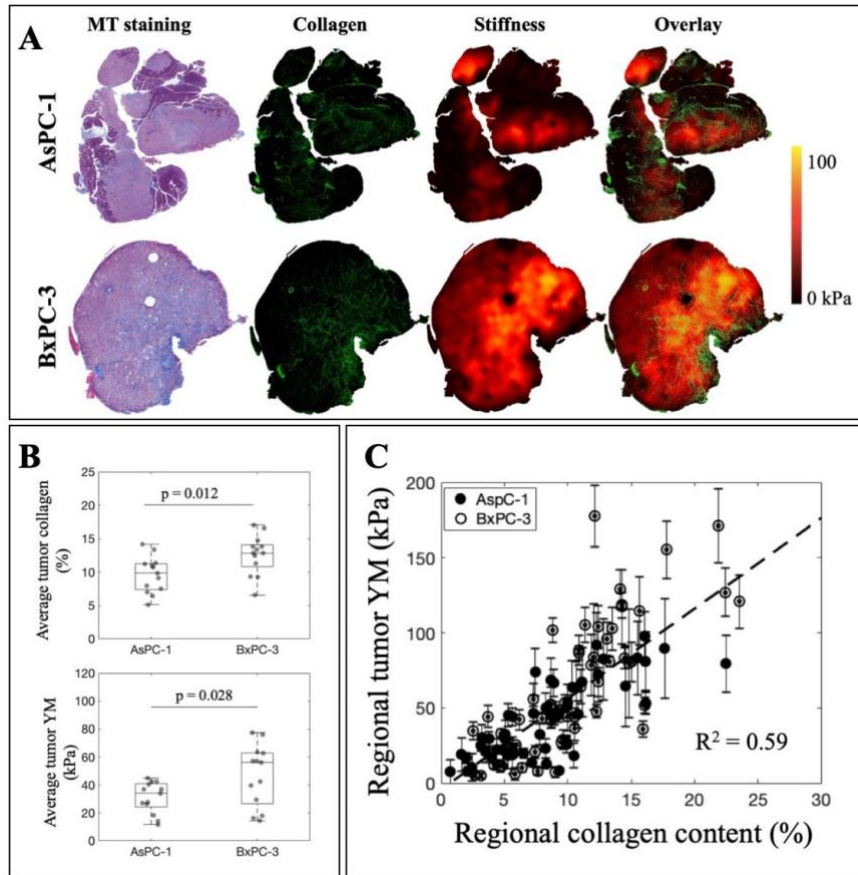 A
MT staining Collagen Stiffness Overlay
AsPC-1
100
0 kPa
BxPC-3
B
25
20
15
10
5
0
Average tumor collagen
(%)
p = 0.012
AsPC-1 BxPC-3
120
100
80
60
40
20
0
Average tumor YM
(kPa)
p = 0.028
AsPC-1 BxPC-3
C
AspC-1
BxPC-3
200
150
100
50
0
Regional tumor YM (kPa)
R² = 0.59
0 5 10 15 20 25 30
Regional collagen content (%)